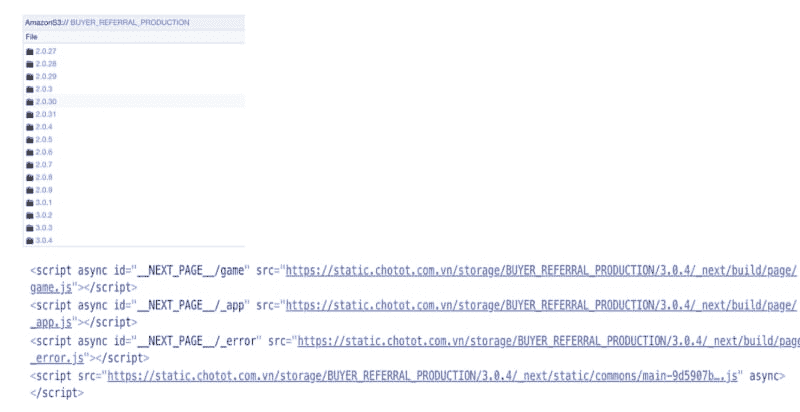 AmazonS3:// BUYER_REFERRAL_PRODUCTION
File
2.0.27
2.0.28
2.0.29
2.0.3
2.0.30
2.0.31
2.0.4
2.0.5
2.0.6
2.0.7
2.0.8
2.0.9
3.0.1
3.0.2
3.0.3
3.0.4
<script async id="__NEXT_PAGE__/game" src="https://static.chotot.com.vn/storage/BUYER_REFERRAL_PRODUCTION/3.0.4/_next/build/page/
game.js"></script>
<script async id="__NEXT_PAGE__/_app" src="https://static.chotot.com.vn/storage/BUYER_REFERRAL_PRODUCTION/3.0.4/_next/build/page/
_app.js"></script>
<script async id="__NEXT_PAGE__/_error" src="https://static.chotot.com.vn/storage/BUYER_REFERRAL_PRODUCTION/3.0.4/_next/build/page
_error.js"></script>
<script src="https://static.chotot.com.vn/storage/BUYER_REFERRAL_PRODUCTION/3.0.4/_next/static/commons/main-9d5907b….js" async>
</script>